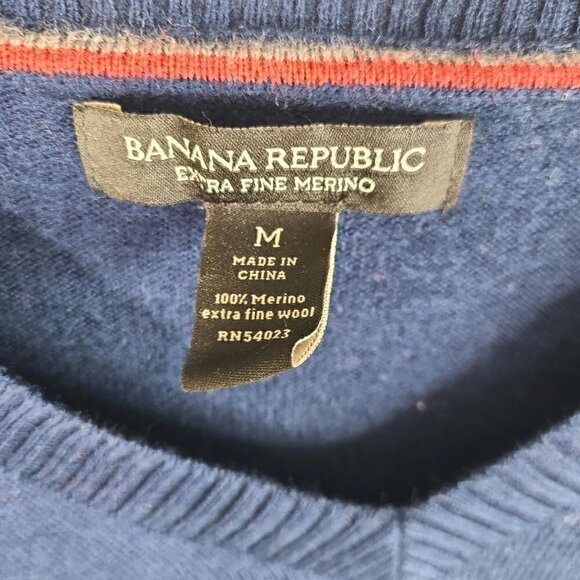 BANANA REPUBLIC
EXTRA FINE MERINO
M
MADE IN
CHINA
100% Merino
extra fine wool
RN54023